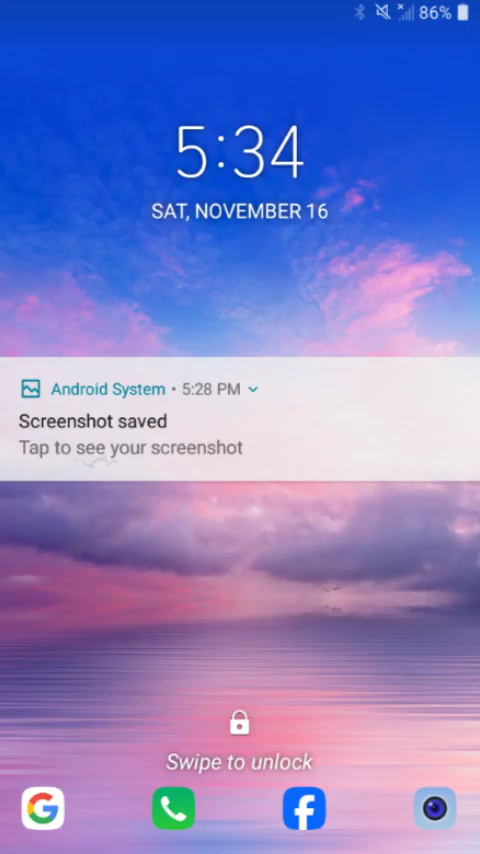 86%
5:34
SAT, NOVEMBER 16
Android System • 5:28 PM
Screenshot saved
Tap to see your screenshot
Swipe to unlock